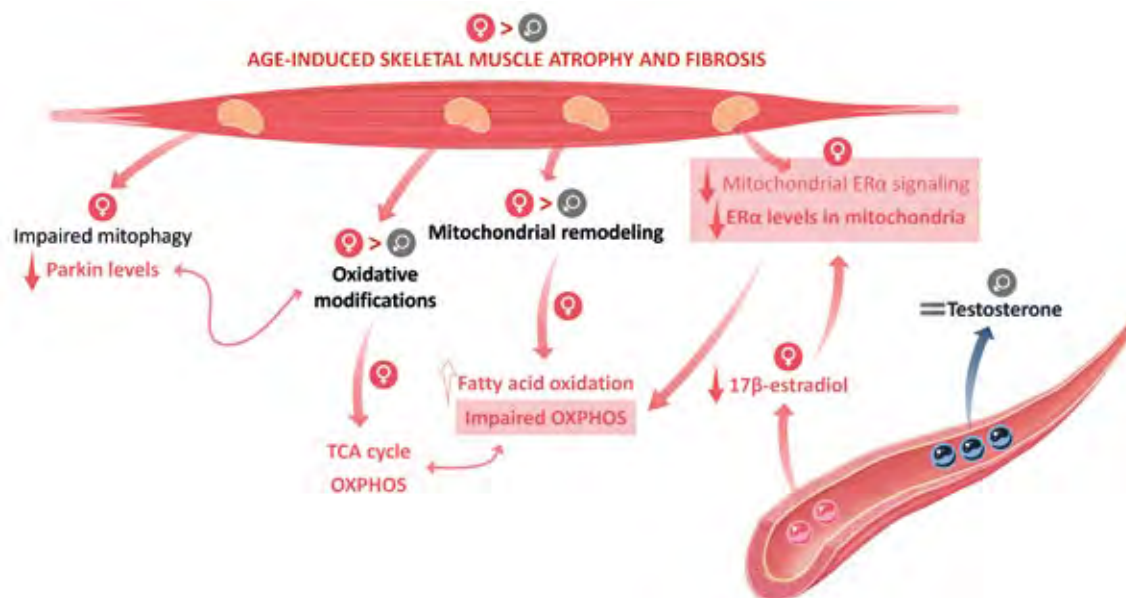 ♀ > ♂
AGE-INDUCED SKELETAL MUSCLE ATROPHY AND FIBROSIS
♀
Impaired mitophagy
↓ Parkin levels
♀ > ♂
Oxidative
modifications
♀
TCA cycle
OXPHOS
♀ > ♂
Mitochondrial remodeling
♀
⇧ Fatty acid oxidation
Impaired OXPHOS
♀
↓ Mitochondrial ERα signaling
↓ ERα levels in mitochondria
♀
↓ 17β-estradiol
♂
= Testosterone